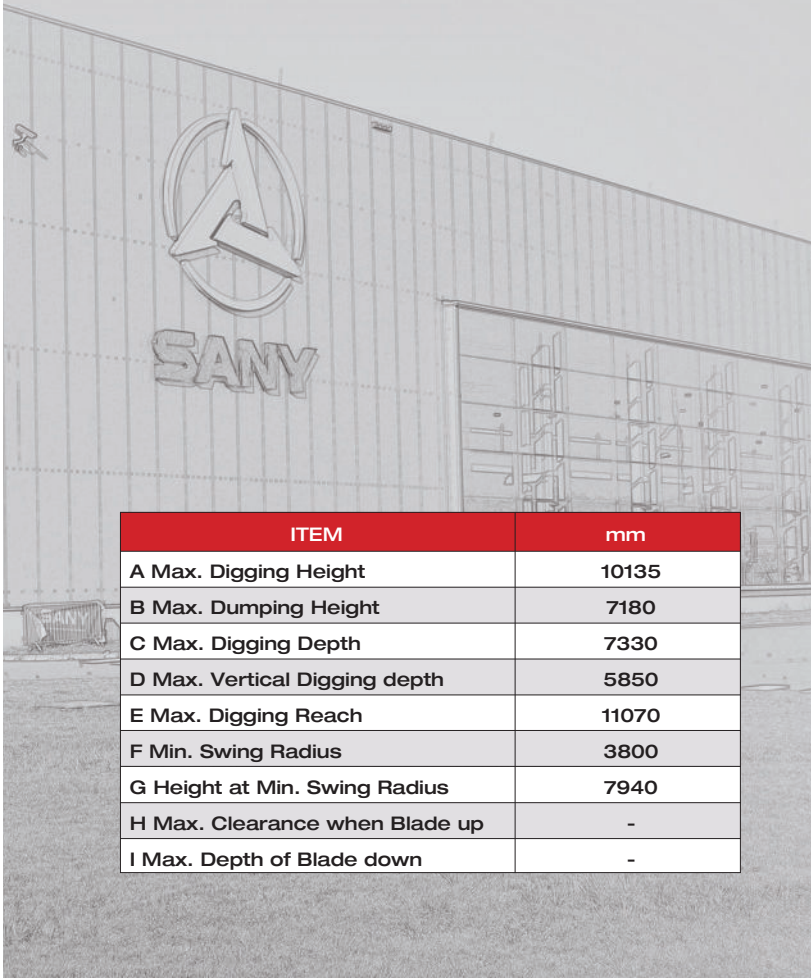 SANY
ITEM mm
A Max. Digging Height 10135
B Max. Dumping Height 7180
C Max. Digging Depth 7330
D Max. Vertical Digging depth 5850
E Max. Digging Reach 11070
F Min. Swing Radius 3800
G Height at Min. Swing Radius 7940
H Max. Clearance when Blade up -
I Max. Depth of Blade down -
SANY